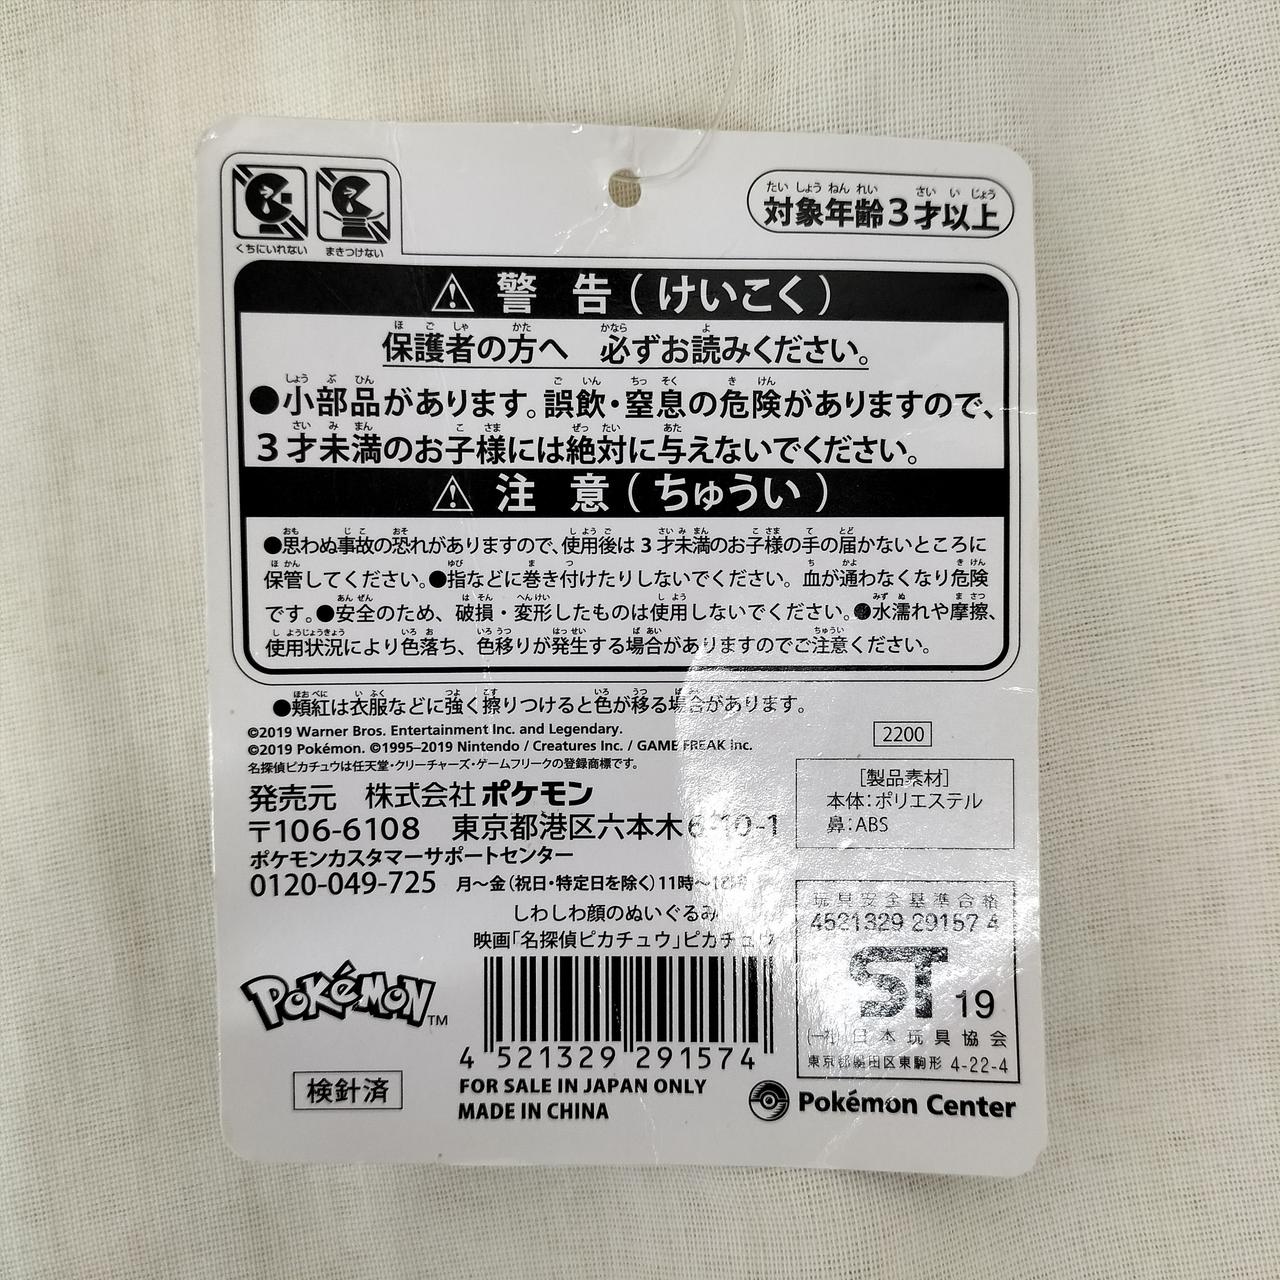 くちにいれない まきつけない
対象年齢3才以上
警告(けいこく)
保護者の方へ 必ずお読みください。
●小部品があります。誤飲・窒息の危険がありますので、
3才未満のお子様には絶対に与えないでください。
注意(ちゅうい)
●思わぬ事故の恐れがありますので、使用後は3才未満のお子様の手の届かないところに
保管してください。●指などに巻き付けたりしないでください。血が通わなくなり危険
です。●安全のため、破損・変形したものは使用しないでください。●水濡れや摩擦、
使用状況により色落ち、色移りが発生する場合がありますのでご注意ください。
●頬紅は衣服などに強く擦りつけると色が移る場合があります。
©2019 Warner Bros. Entertainment Inc. and Legendary.
©2019 Pokémon. ©1995–2019 Nintendo / Creatures Inc. / GAME FREAK inc.
名探偵ピカチュウは任天堂・クリーチャーズ・ゲームフリークの登録商標です。
2200
[製品素材]
本体:ポリエステル
鼻:ABS
発売元 株式会社ポケモン
〒106-6108 東京都港区六本木6-10-1
ポケモンカスタマーサポートセンター
0120-049-725 月〜金(祝日・特定日を除く)11時〜18時
しわしわ顔のぬいぐるみ
映画「名探偵ピカチュウ」ピカチュウ
玩具安全基準合格
4521329 29157 4
ST 19
(一社)日本玩具協会
東京都墨田区東駒形 4-22-4
POKéMON TM
4 521329 291574
検針済
FOR SALE IN JAPAN ONLY
MADE IN CHINA
Pokémon Center